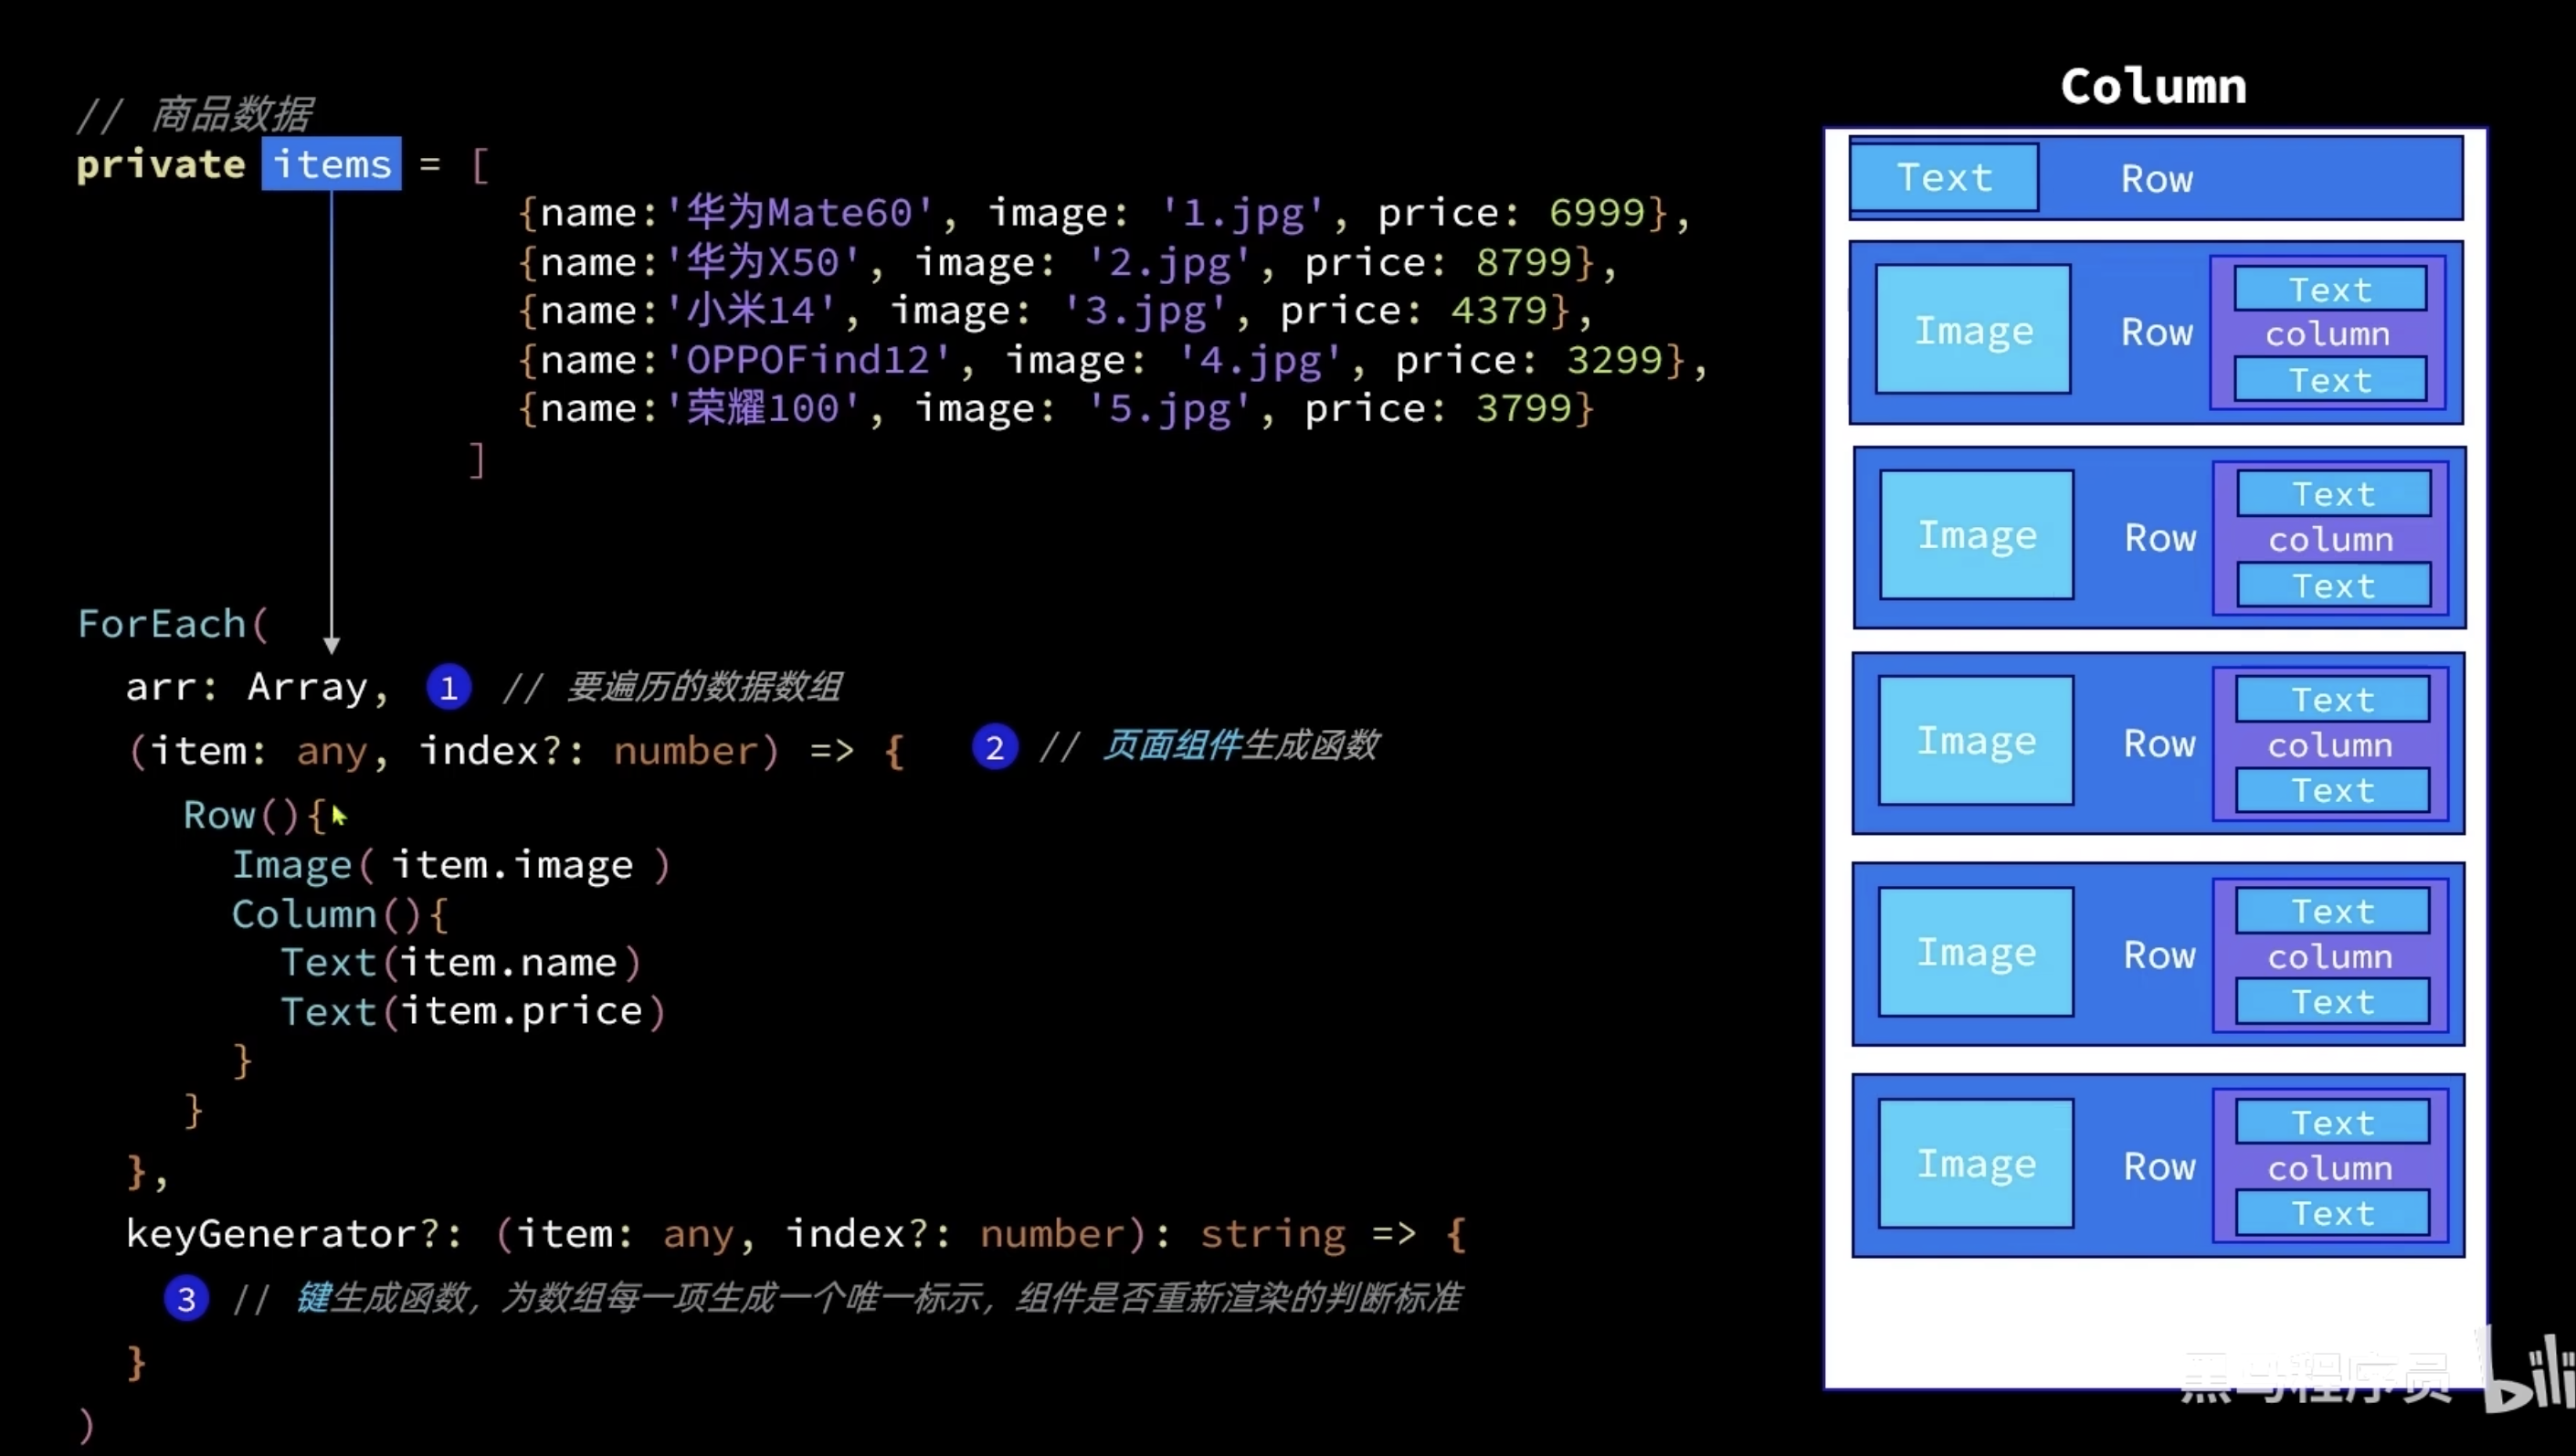 // 商品数据
private items = [
{name:'华为Mate60', image: '1.jpg', price: 6999},
{name:'华为X50', image: '2.jpg', price: 8799},
{name:'小米14', image: '3.jpg', price: 4379},
{name:'OPPOFind12', image: '4.jpg', price: 3299},
{name:'荣耀100', image: '5.jpg', price: 3799}
]
ForEach(
arr: Array, 1 // 要遍历的数据数组
(item: any, index?: number) => { 2 // 页面组件生成函数
Row(){
Image( item.image )
Column(){
Text(item.name)
Text(item.price)
}
}
},
keyGenerator?: (item: any, index?: number): string => {
3 // 键生成函数，为数组每一项生成一个唯一标示，组件是否重新渲染的判断标准
}
)
Column
Text Row
Image Row
Text
column
Text
Image Row
Text
column
Text
Image Row
Text
column
Text
Image Row
Text
column
Text
Image Row
Text
column
Text
黑马程序员 bili